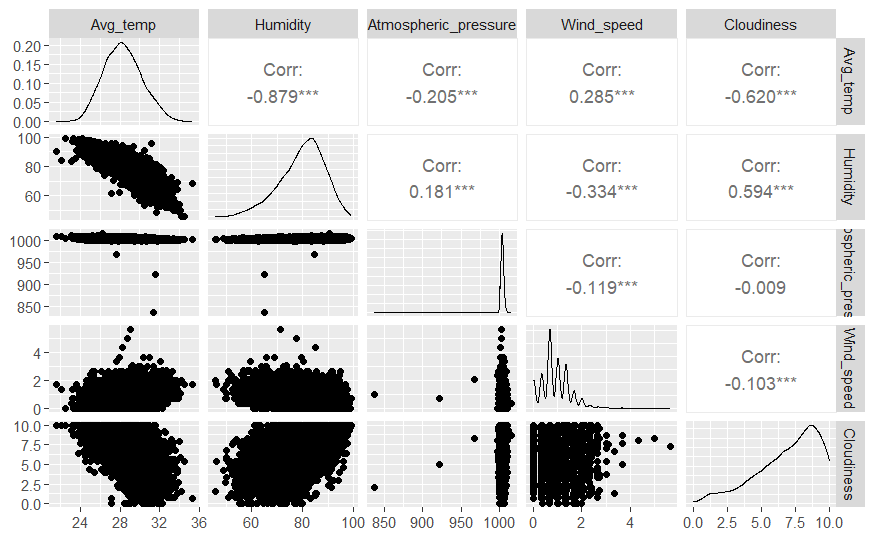 Avg_temp
Humidity
Atmospheric_pressure
Wind_speed
Cloudiness
0.20
0.15
0.10
0.05
0.00
Corr:
-0.879***
Corr:
-0.205***
Corr:
0.285***
Corr:
-0.620***
Avg_temp
100
80
60
Corr:
0.181***
Corr:
-0.334***
Corr:
0.594***
Humidity
1000
950
900
850
Corr:
-0.119***
Corr:
-0.009
ospheric_pres
4
2
0
Corr:
-0.103***
Wind_speed
10.0
7.5
5.0
2.5
0.0
Cloudiness
24 28 32 36
60 80 100
850 900 950 1000
0 2 4
0.0 2.5 5.0 7.5 10.0